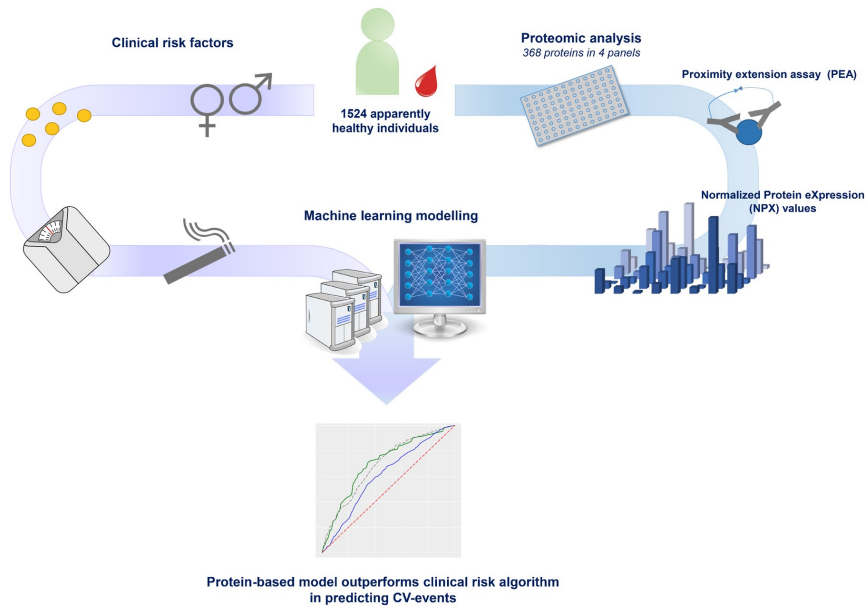 Clinical risk factors
1524 apparently
healthy individuals
Proteomic analysis
368 proteins in 4 panels
Proximity extension assay (PEA)
Normalized Protein eXpression
(NPX) values
Machine learning modelling
Protein-based model outperforms clinical risk algorithm
in predicting CV-events